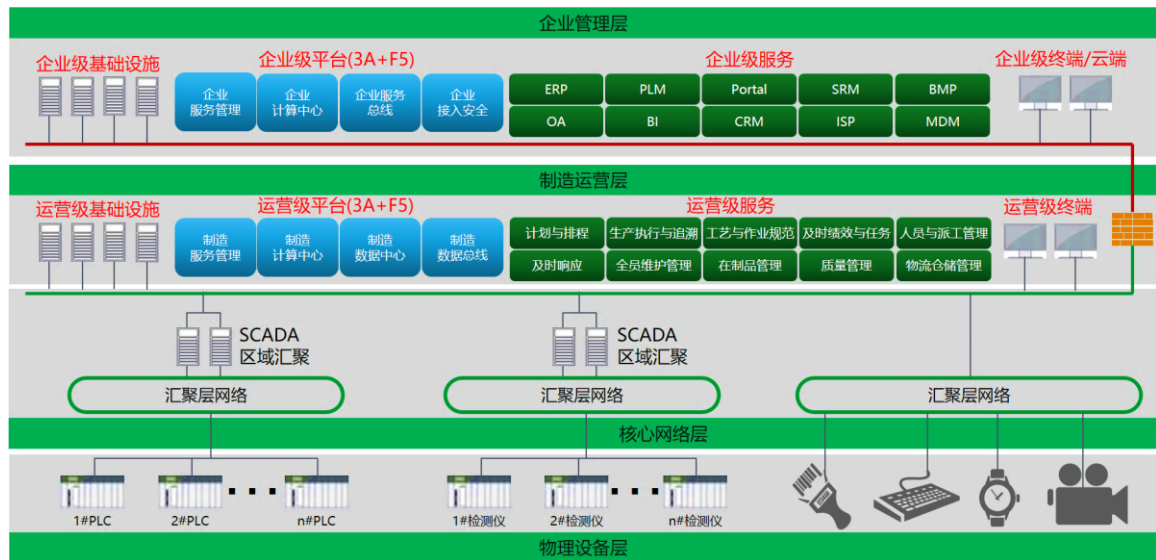 企业管理层
企业级基础设施
企业级平台(3A+F5)
企业级服务
企业级终端/云端
企业
服务管理
企业
计算中心
企业服务
总线
企业
接入安全
ERP
PLM
Portal
SRM
BMP
OA
BI
CRM
ISP
MDM
制造运营层
运营级基础设施
运营级平台(3A+F5)
运营级服务
运营级终端
制造
服务管理
制造
计算中心
制造
数据中心
制造
数据总线
计划与排程
生产执行与追溯
工艺与作业规范
及时绩效与任务
人员与派工管理
及时响应
全员维护管理
在制品管理
质量管理
物流仓储管理
SCADA
区域汇聚
SCADA
区域汇聚
汇聚层网络
汇聚层网络
汇聚层网络
核心网络层
1#PLC
2#PLC
n#PLC
1#检测仪
2#检测仪
n#检测仪
物理设备层